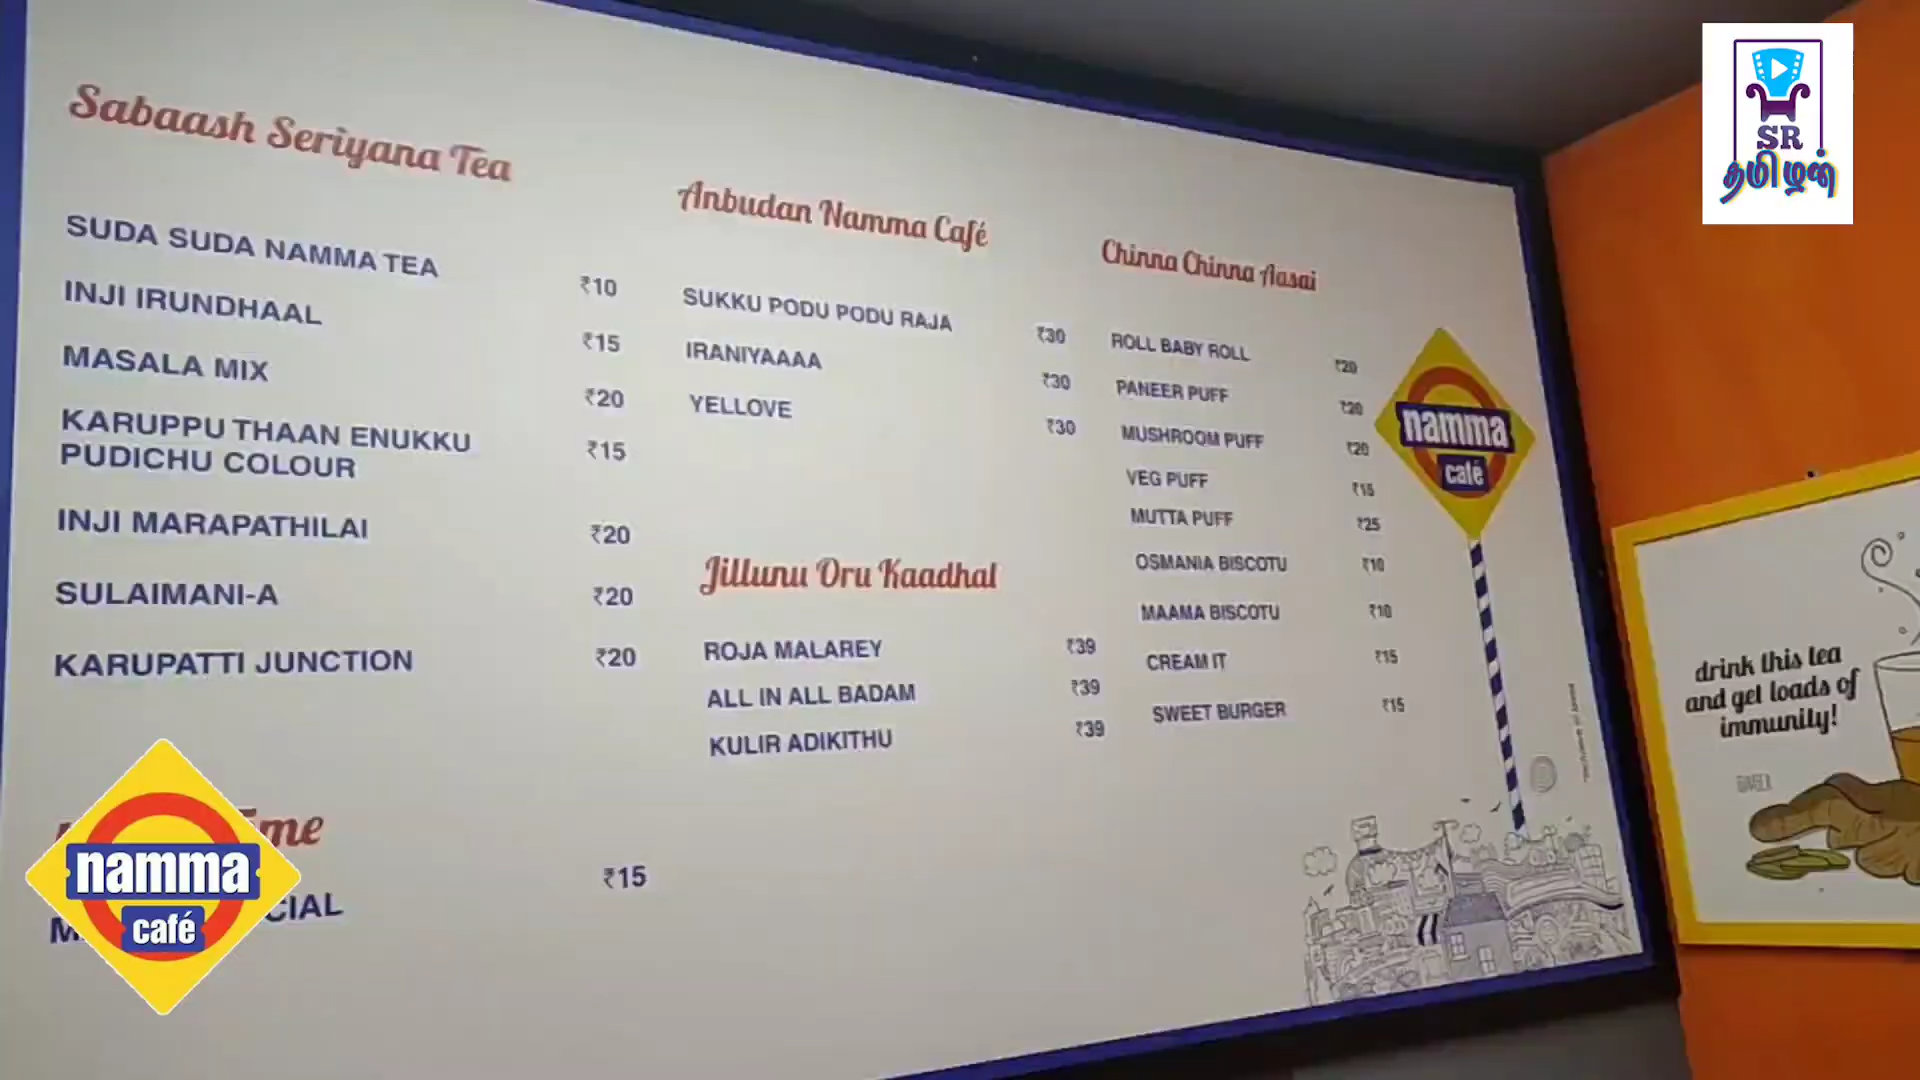 Sabaash Seriyana Tea
SUDA SUDA NAMMA TEA ₹10
INJI IRUNDHAAL ₹15
MASALA MIX ₹20
KARUPPU THAAN ENUKKU
PUDICHU COLOUR ₹15
INJI MARAPATHILAI ₹20
SULAIMANI-A ₹20
KARUPATTI JUNCTION ₹20
₹15
namma
café
Anbudan Namma Café
SUKKU PODU PODU RAJA ₹30
IRANIYAAAA ₹30
YELLOVE ₹30
Jillunu Oru Kaadhal
ROJA MALAREY ₹39
ALL IN ALL BADAM ₹39
KULIR ADIKITHU ₹39
Chinna Chinna Aasai
ROLL BABY ROLL ₹20
PANEER PUFF ₹20
MUSHROOM PUFF ₹20
VEG PUFF ₹15
MUTTA PUFF ₹25
OSMANIA BISCOTU ₹10
MAAMA BISCOTU ₹10
CREAM IT ₹15
SWEET BURGER ₹15
namma
café
SR
தமிழன்
drink this tea
and get loads of
immunity!
GINGER